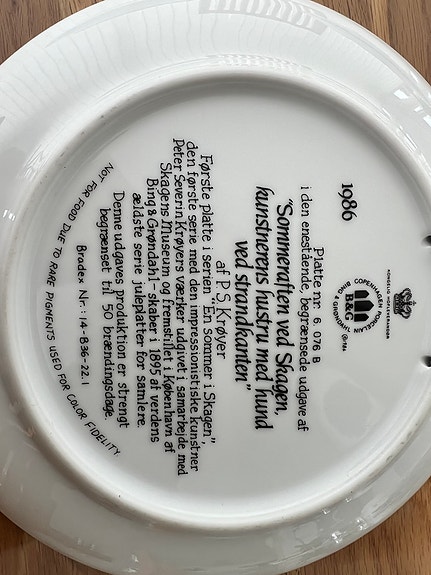 KONGELIG HOFLEVERANDØR
COPENHAGEN PORCELAIN
BING & GRØNDAHL
B&G
© 1986
1986
Platte nr. 6 076 B
i den enestående, begrænsede udgave af
"Sommeraften ved Skagen,
kunstnerens hustru med hund
ved strandkanten"
af P.S. Krøyer
Første platte i serien "En sommer i Skagen",
den første serie med den impressionistiske kunstner
Peter Severin Krøyers værker udgivet i samarbejde med
Skagens Museum og fremstillet i København af
Bing & Grøndahl - skaber i 1895 af verdens
ældste serie juleplatter for samlere.
Denne udgaves produktion er strengt
begrænset til 50 brændingsdage.
Bradex Nr.: 14-B36-22.1
NOT FOR FOOD DUE TO RARE PIGMENTS USED FOR COLOR FIDELITY